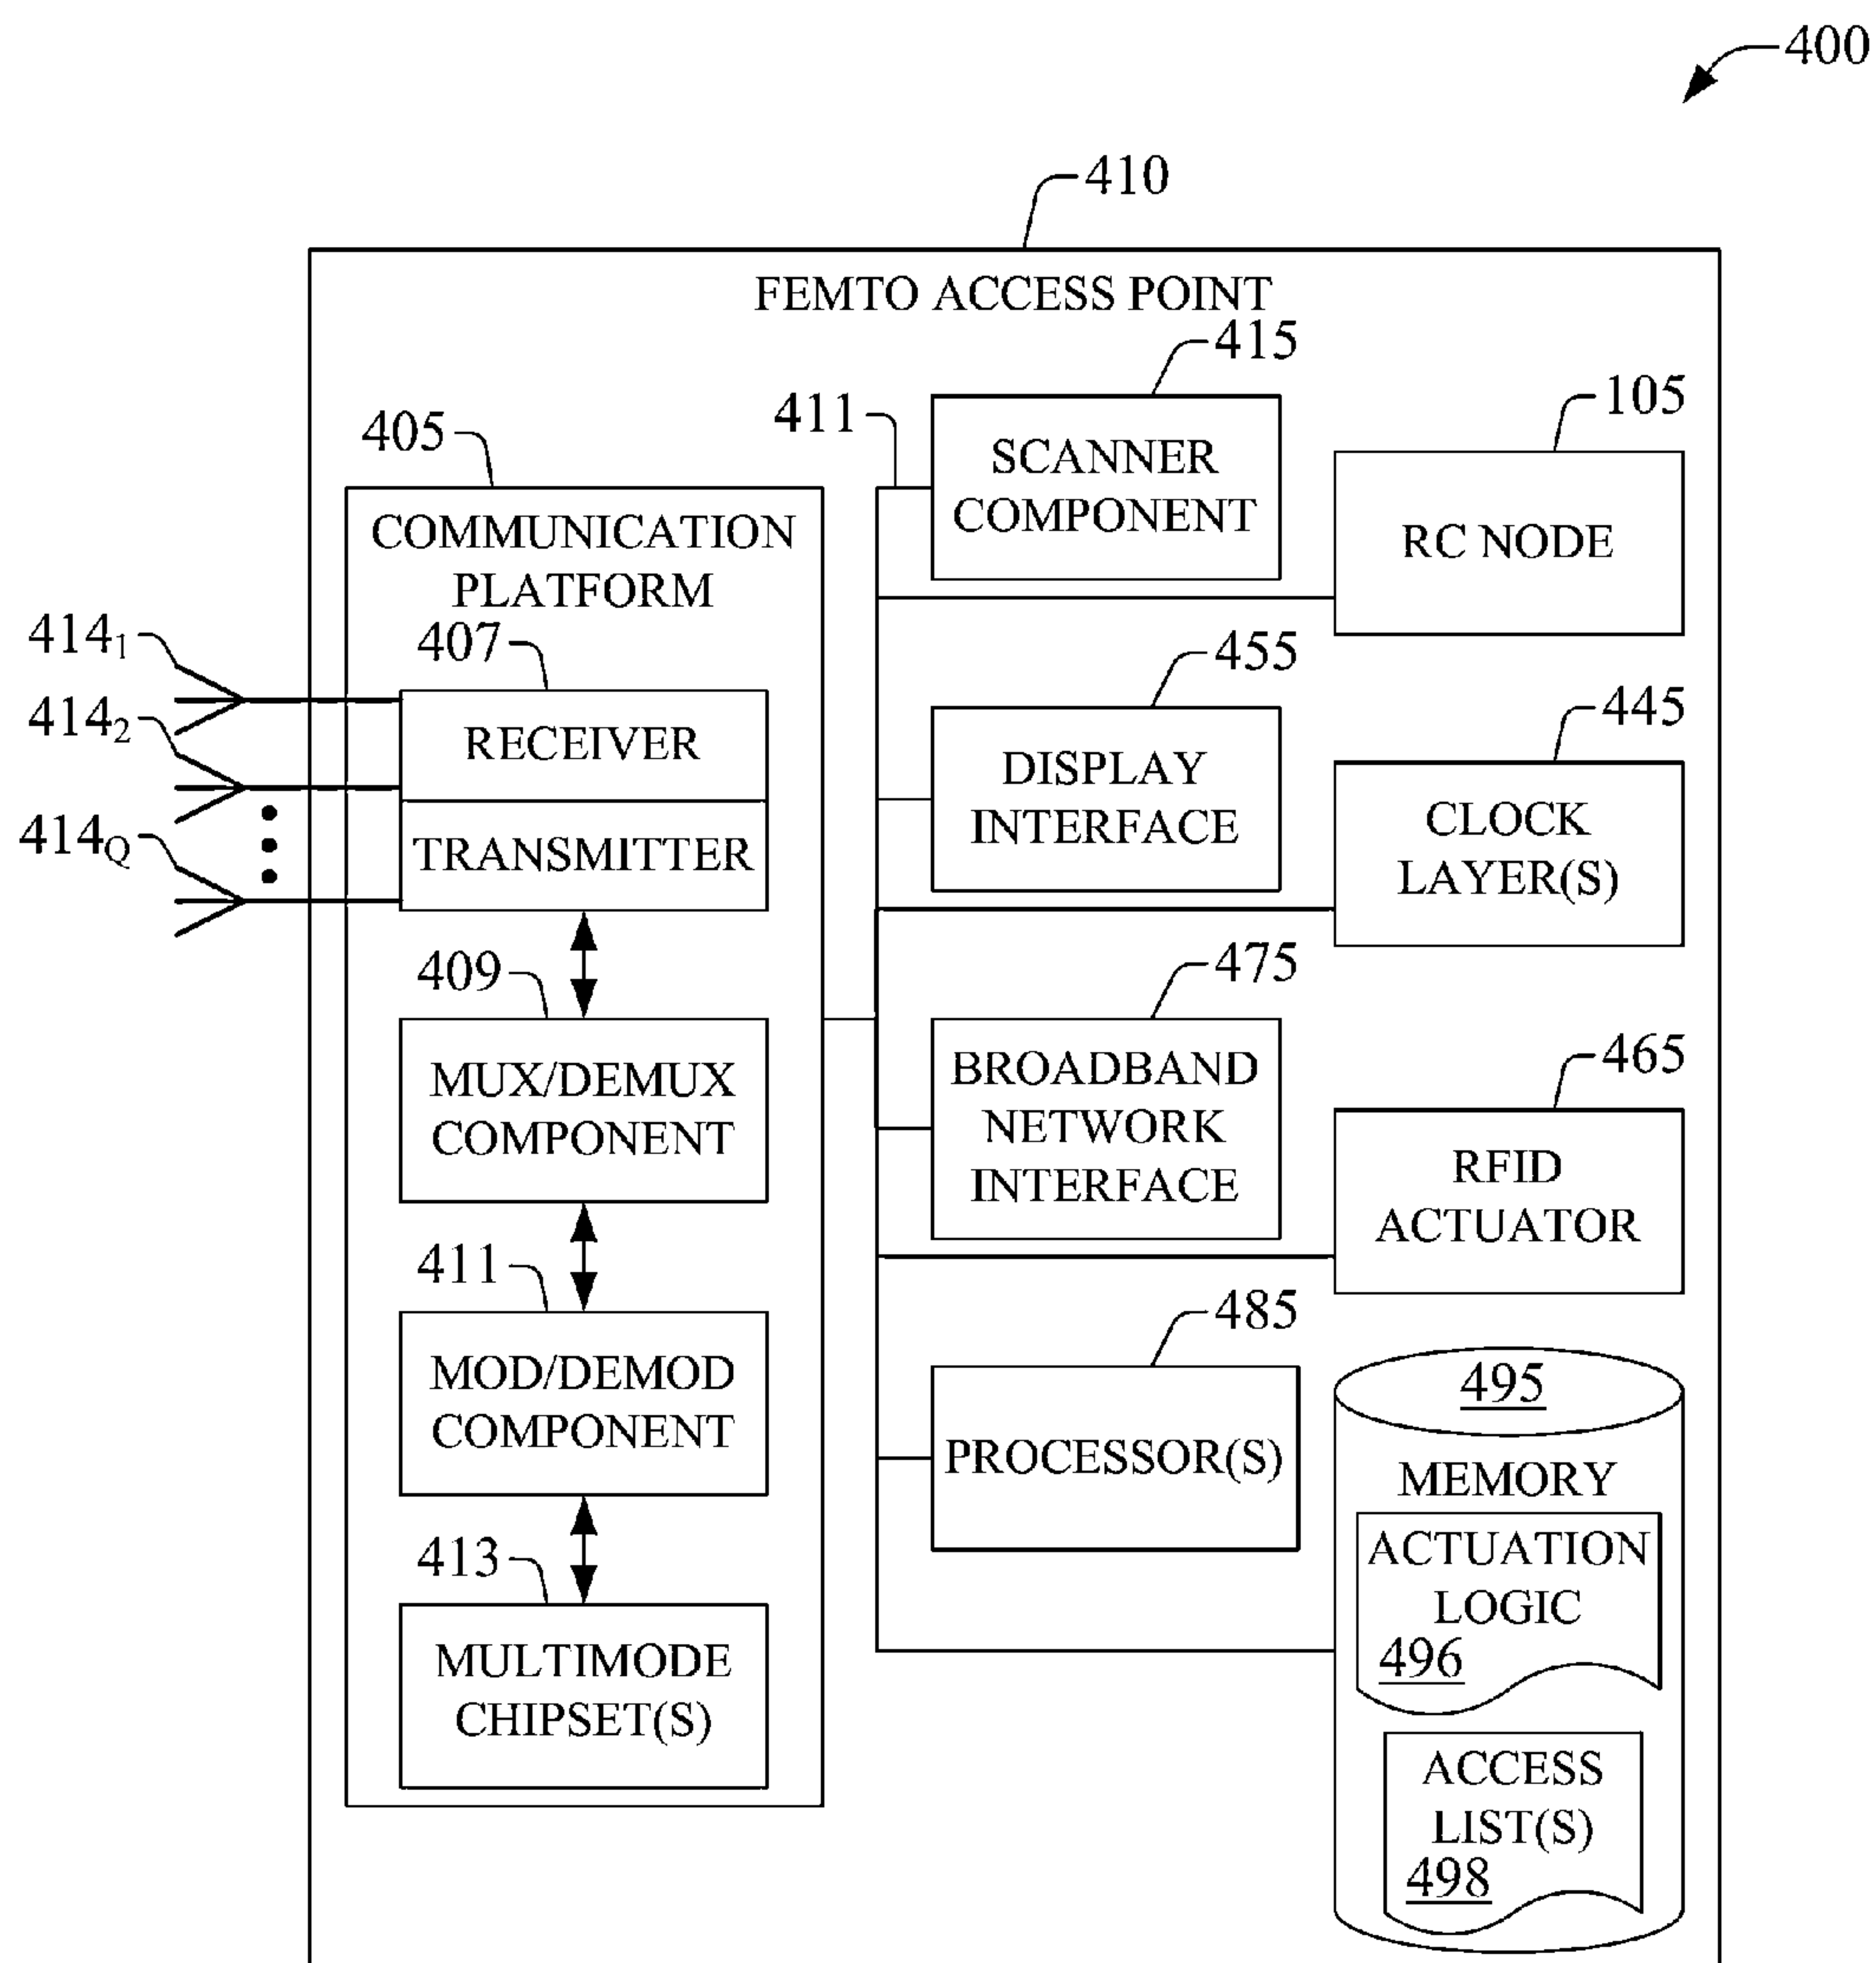 400
410
FEMTO ACCESS POINT
415
411
SCANNER
COMPONENT
105
RC NODE
405
COMMUNICATION
PLATFORM
414₁
407
RECEIVER
414₂
TRANSMITTER
414Q
455
DISPLAY
INTERFACE
445
CLOCK
LAYER(S)
409
MUX/DEMUX
COMPONENT
475
BROADBAND
NETWORK
INTERFACE
465
RFID
ACTUATOR
411
MOD/DEMOD
COMPONENT
485
PROCESSOR(S)
495
MEMORY
ACTUATION
LOGIC
496
413
MULTIMODE
CHIPSET(S)
ACCESS
LIST(S)
498